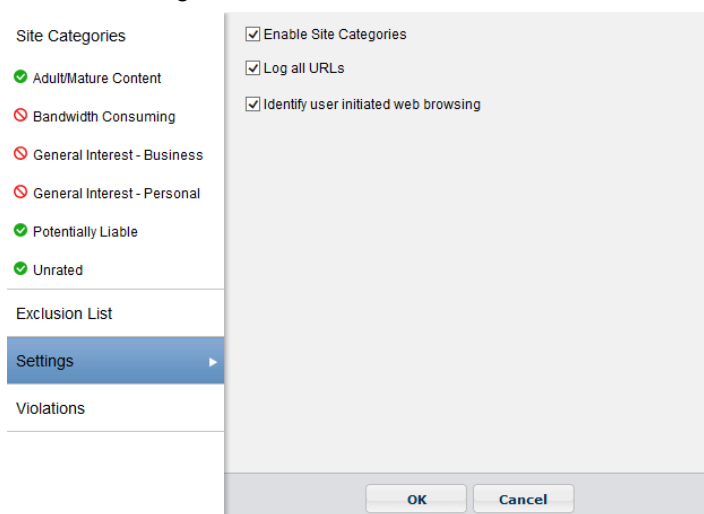 Site Categories
Adult/Mature Content
Bandwidth Consuming
General Interest - Business
General Interest - Personal
Potentially Liable
Unrated
Exclusion List
Settings
Violations
Enable Site Categories
Log all URLs
Identify user initiated web browsing
OK
Cancel